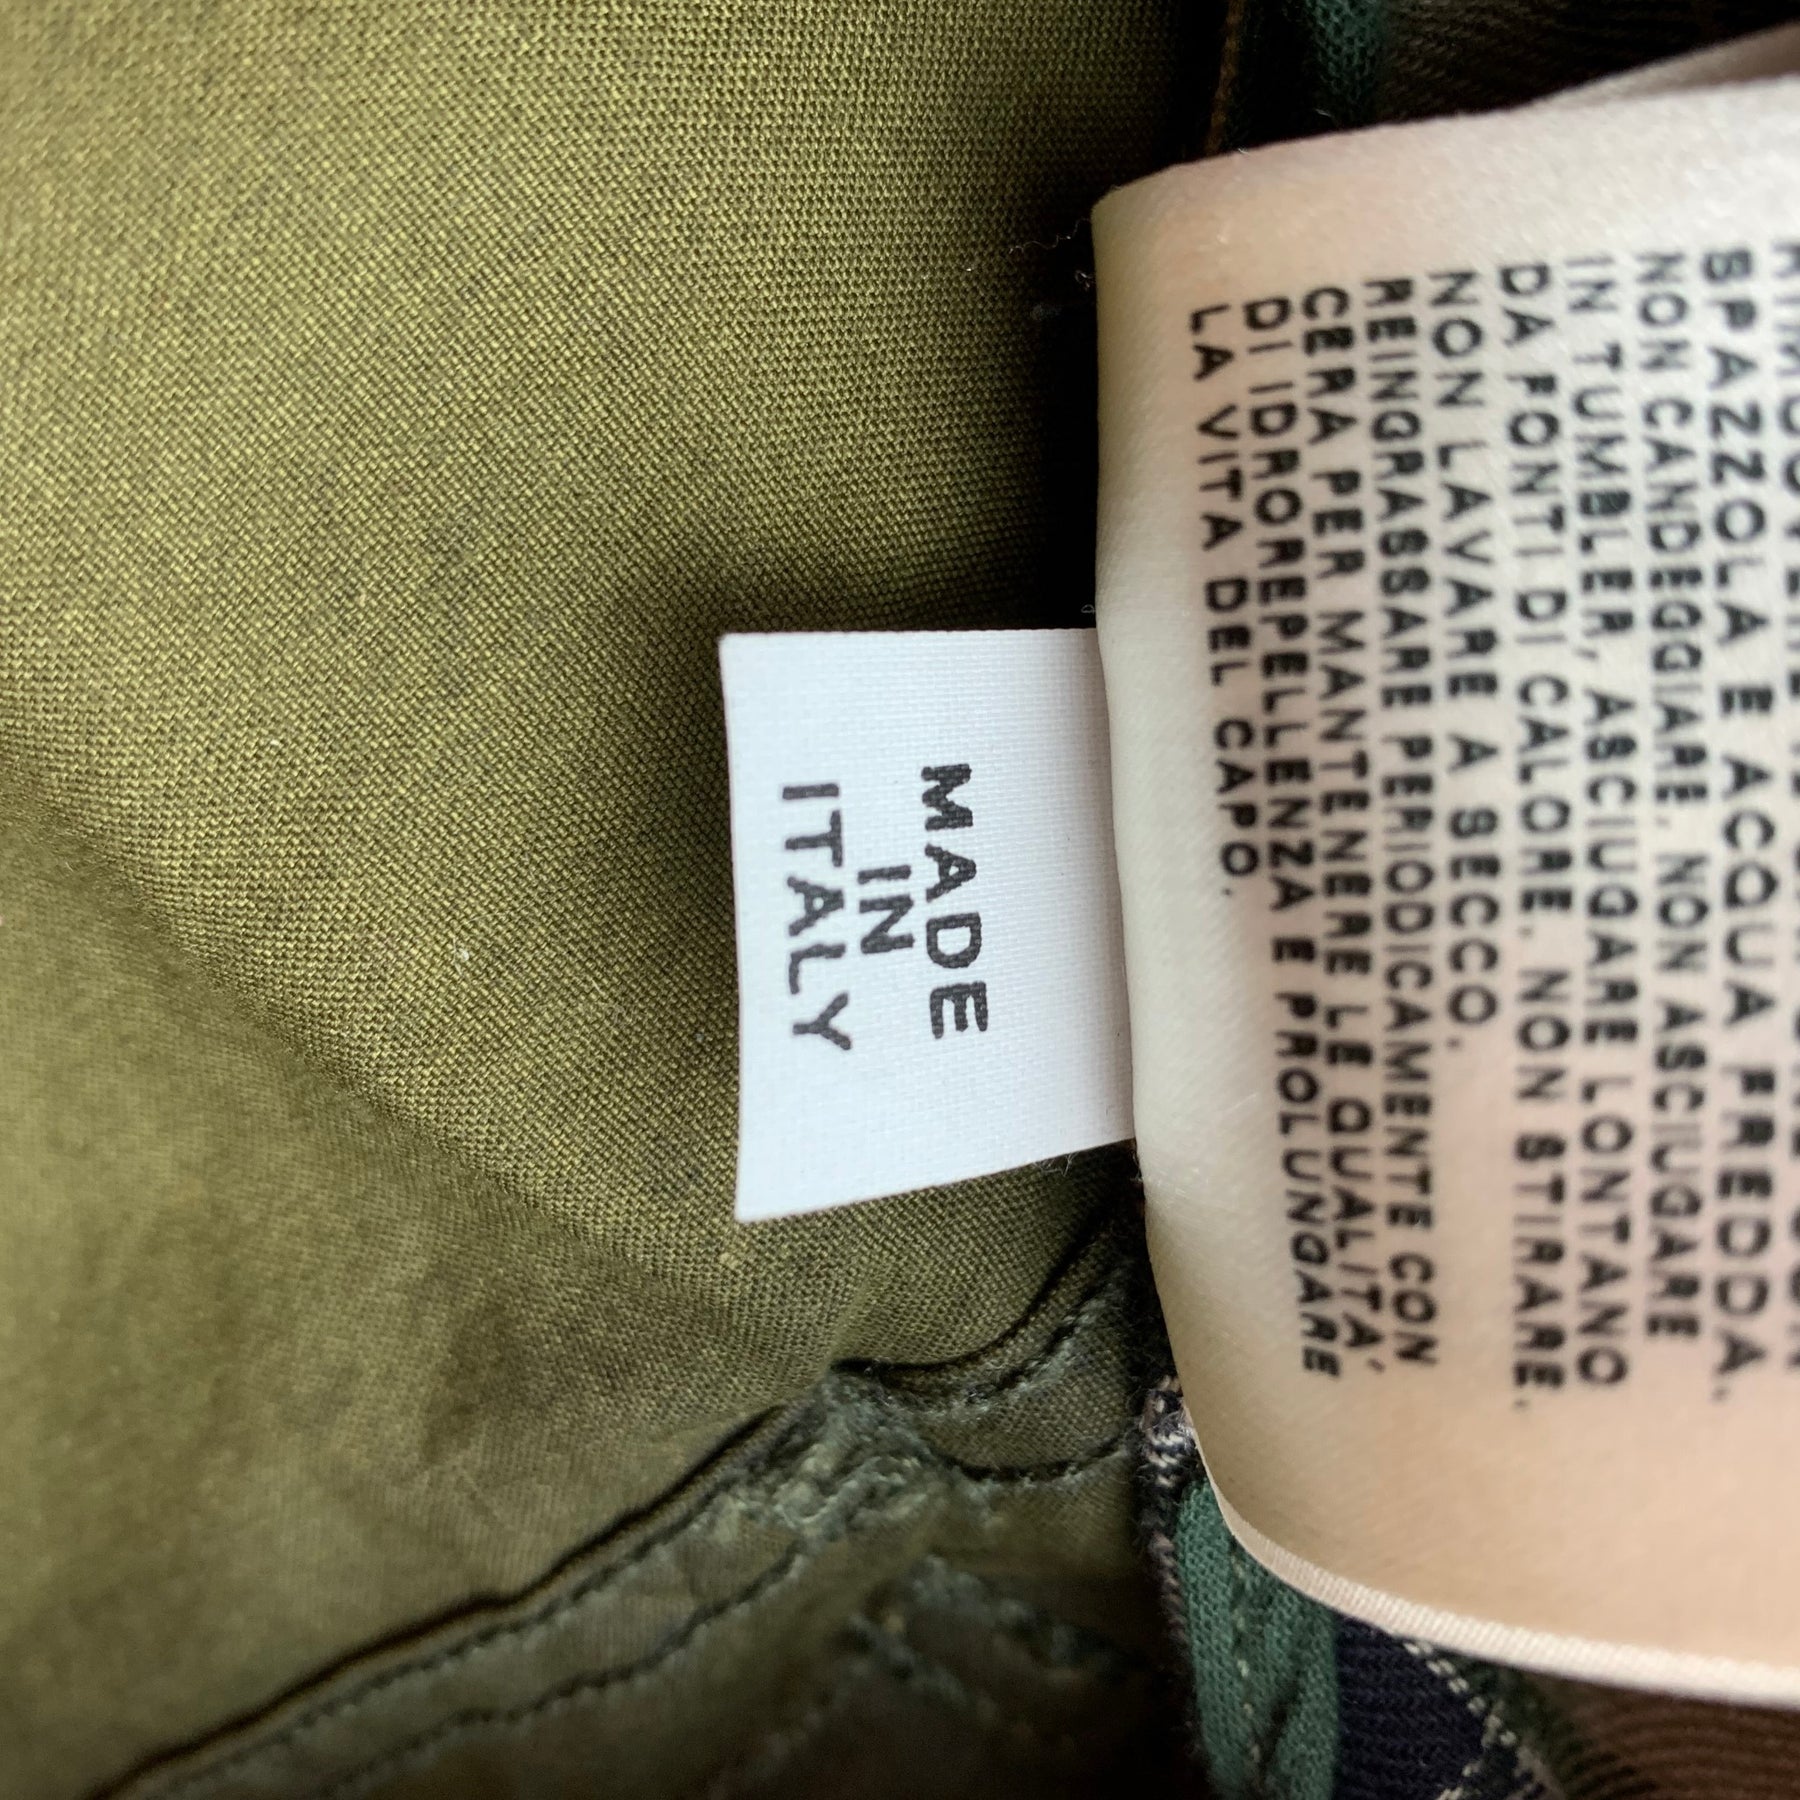 SPAZZOLA E ACQUA FREDDA.
NON CANDEGGIARE. NON ASCIUGARE
IN TUMBLER, ASCIUGARE LONTANO
DA FONTI DI CALORE. NON STIRARE.
NON LAVARE A SECCO.
REINGRASSARE PERIODICAMENTE CON
CERA PER MANTENERE LE QUALITA'
DI IDROREPELLENZA E PROLUNGARE
LA VITA DEL CAPO.
MADE
IN
ITALY